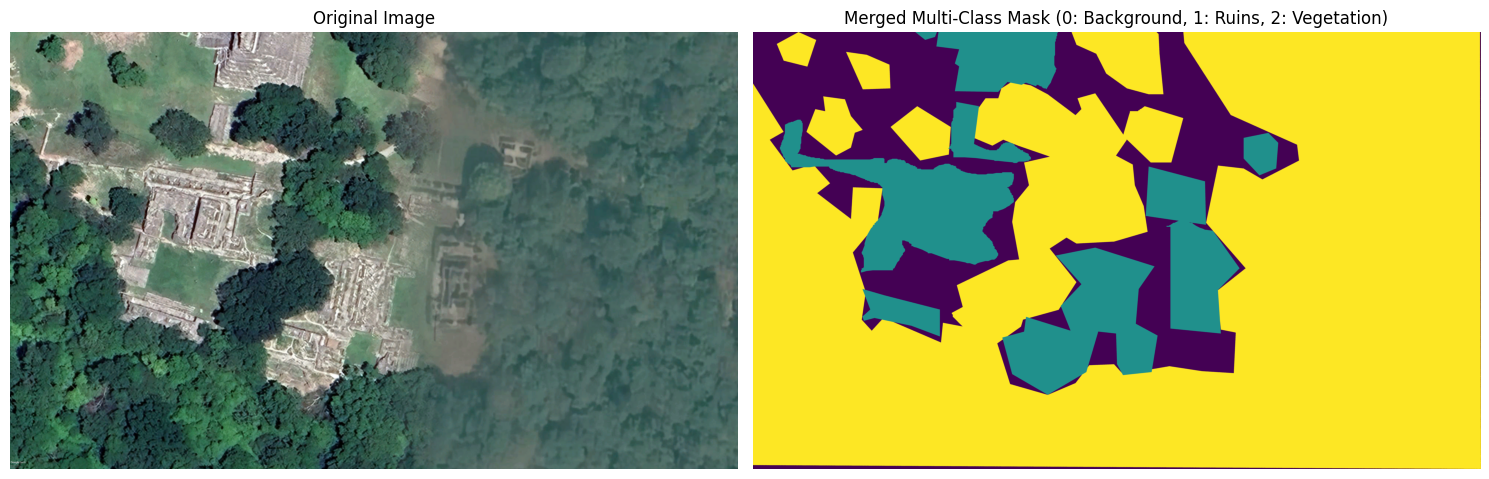 Original Image
Merged Multi-Class Mask (0: Background, 1: Ruins, 2: Vegetation)